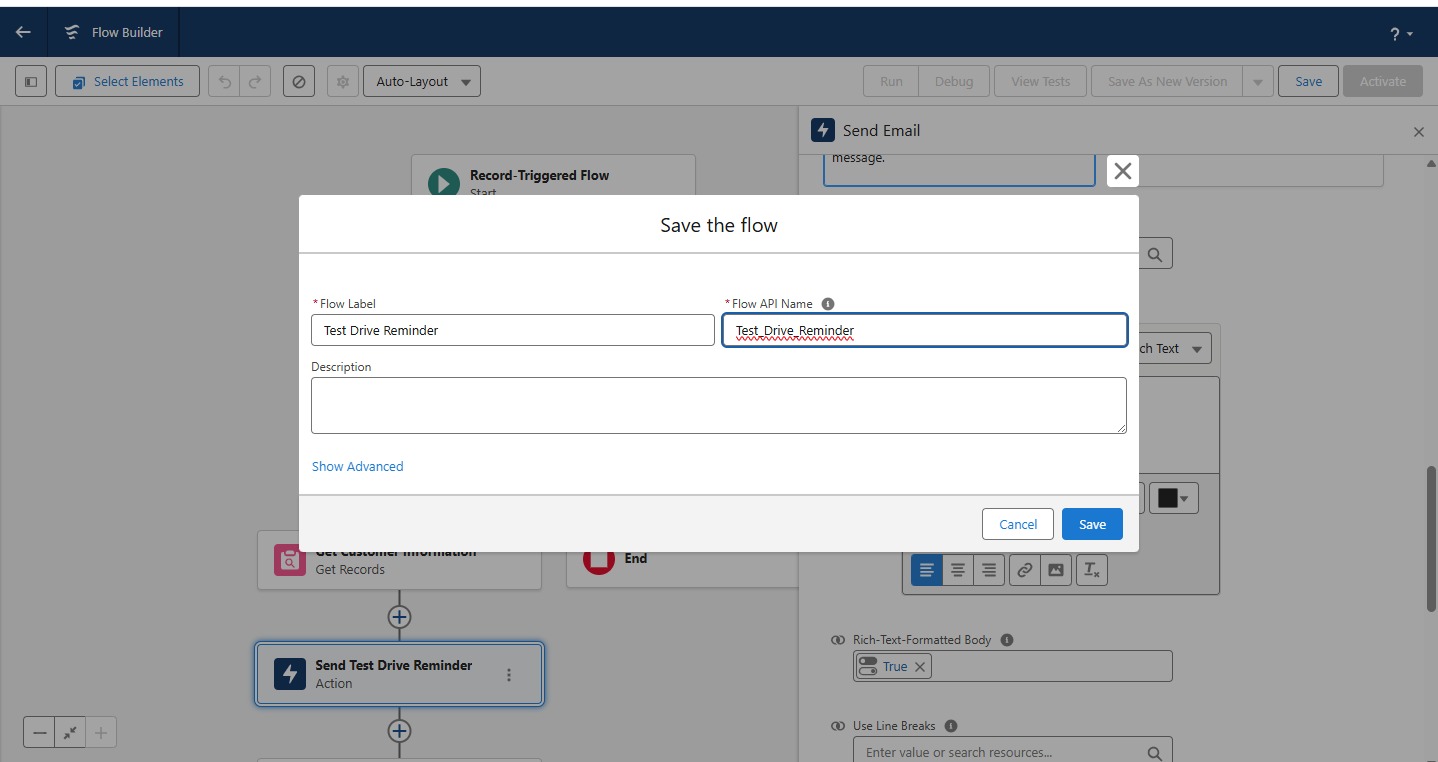 Flow Builder
?
Select Elements
Auto-Layout
Run
Debug
View Tests
Save As New Version
Save
Activate
Record-Triggered Flow
Start
Send Email
message.
Save the flow
*Flow Label
*Flow API Name
Test Drive Reminder
Test_Drive_Reminder
Description
Show Advanced
Cancel
Save
ch Text
Get Customer Information
Get Records
End
Send Test Drive Reminder
Action
Rich-Text-Formatted Body
True
Use Line Breaks
Enter value or search resources...